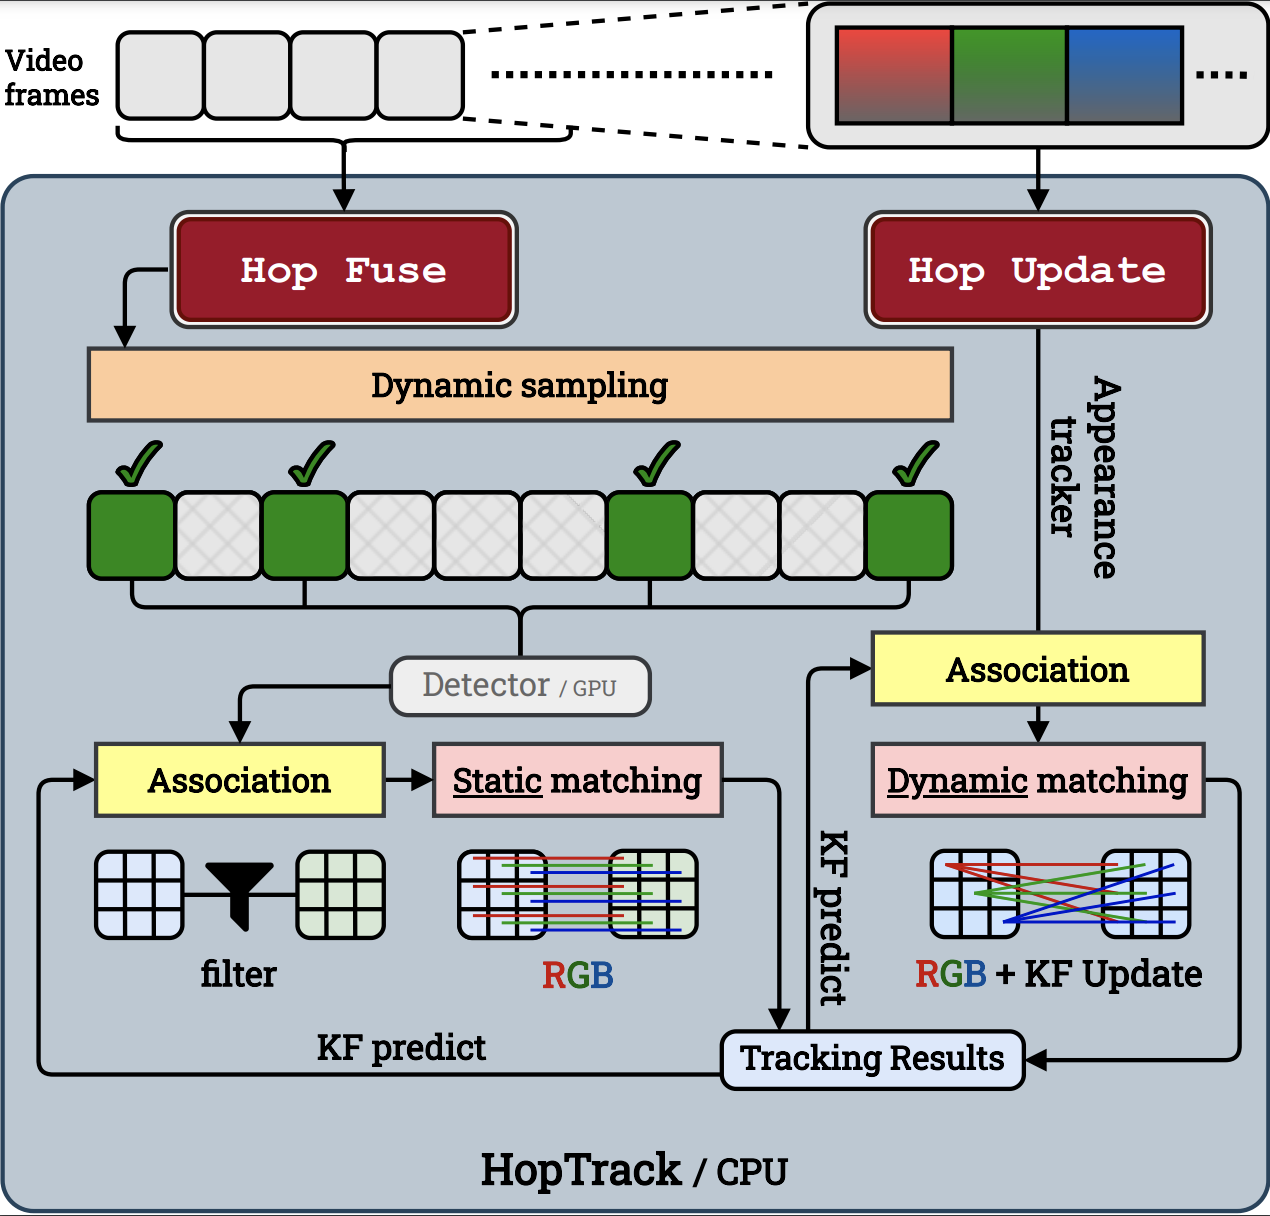 Video
frames
Hop Fuse
Hop Update
Dynamic sampling
Appearance
tracker
Detector / GPU
Association
Association
Static matching
Dynamic matching
KF predict
filter
RGB
RGB + KF Update
KF predict
Tracking Results
HopTrack / CPU